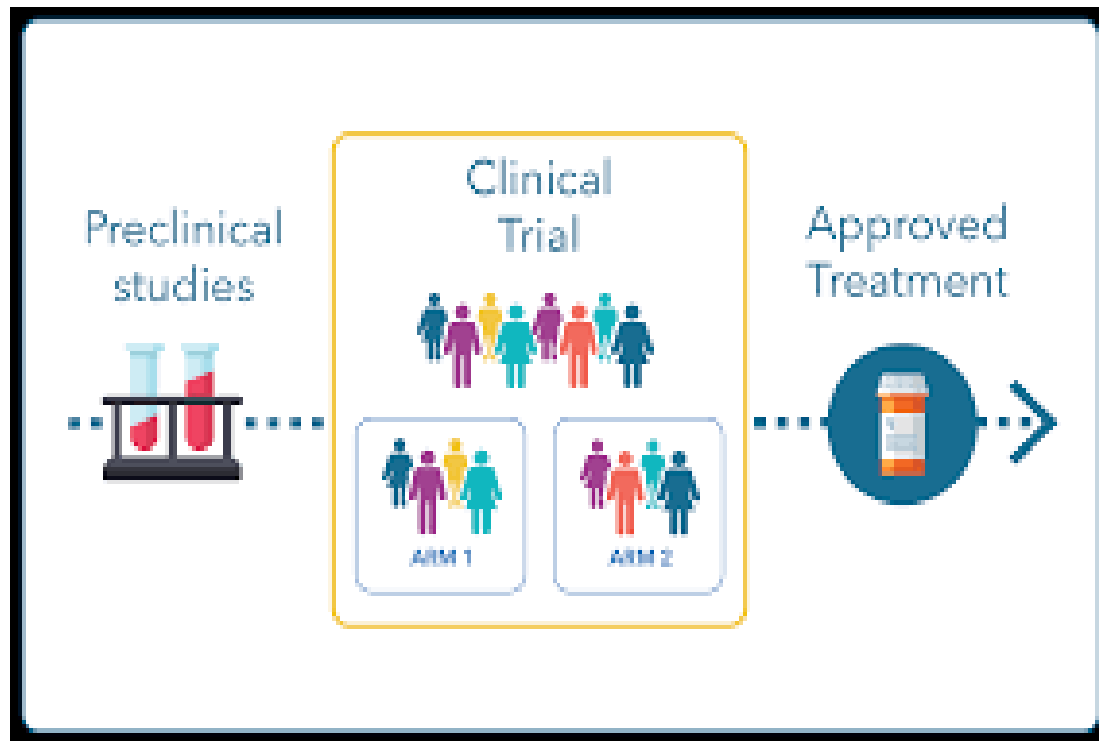 Preclinical
studies
Clinical
Trial
ARM 1
ARM 2
Approved
Treatment